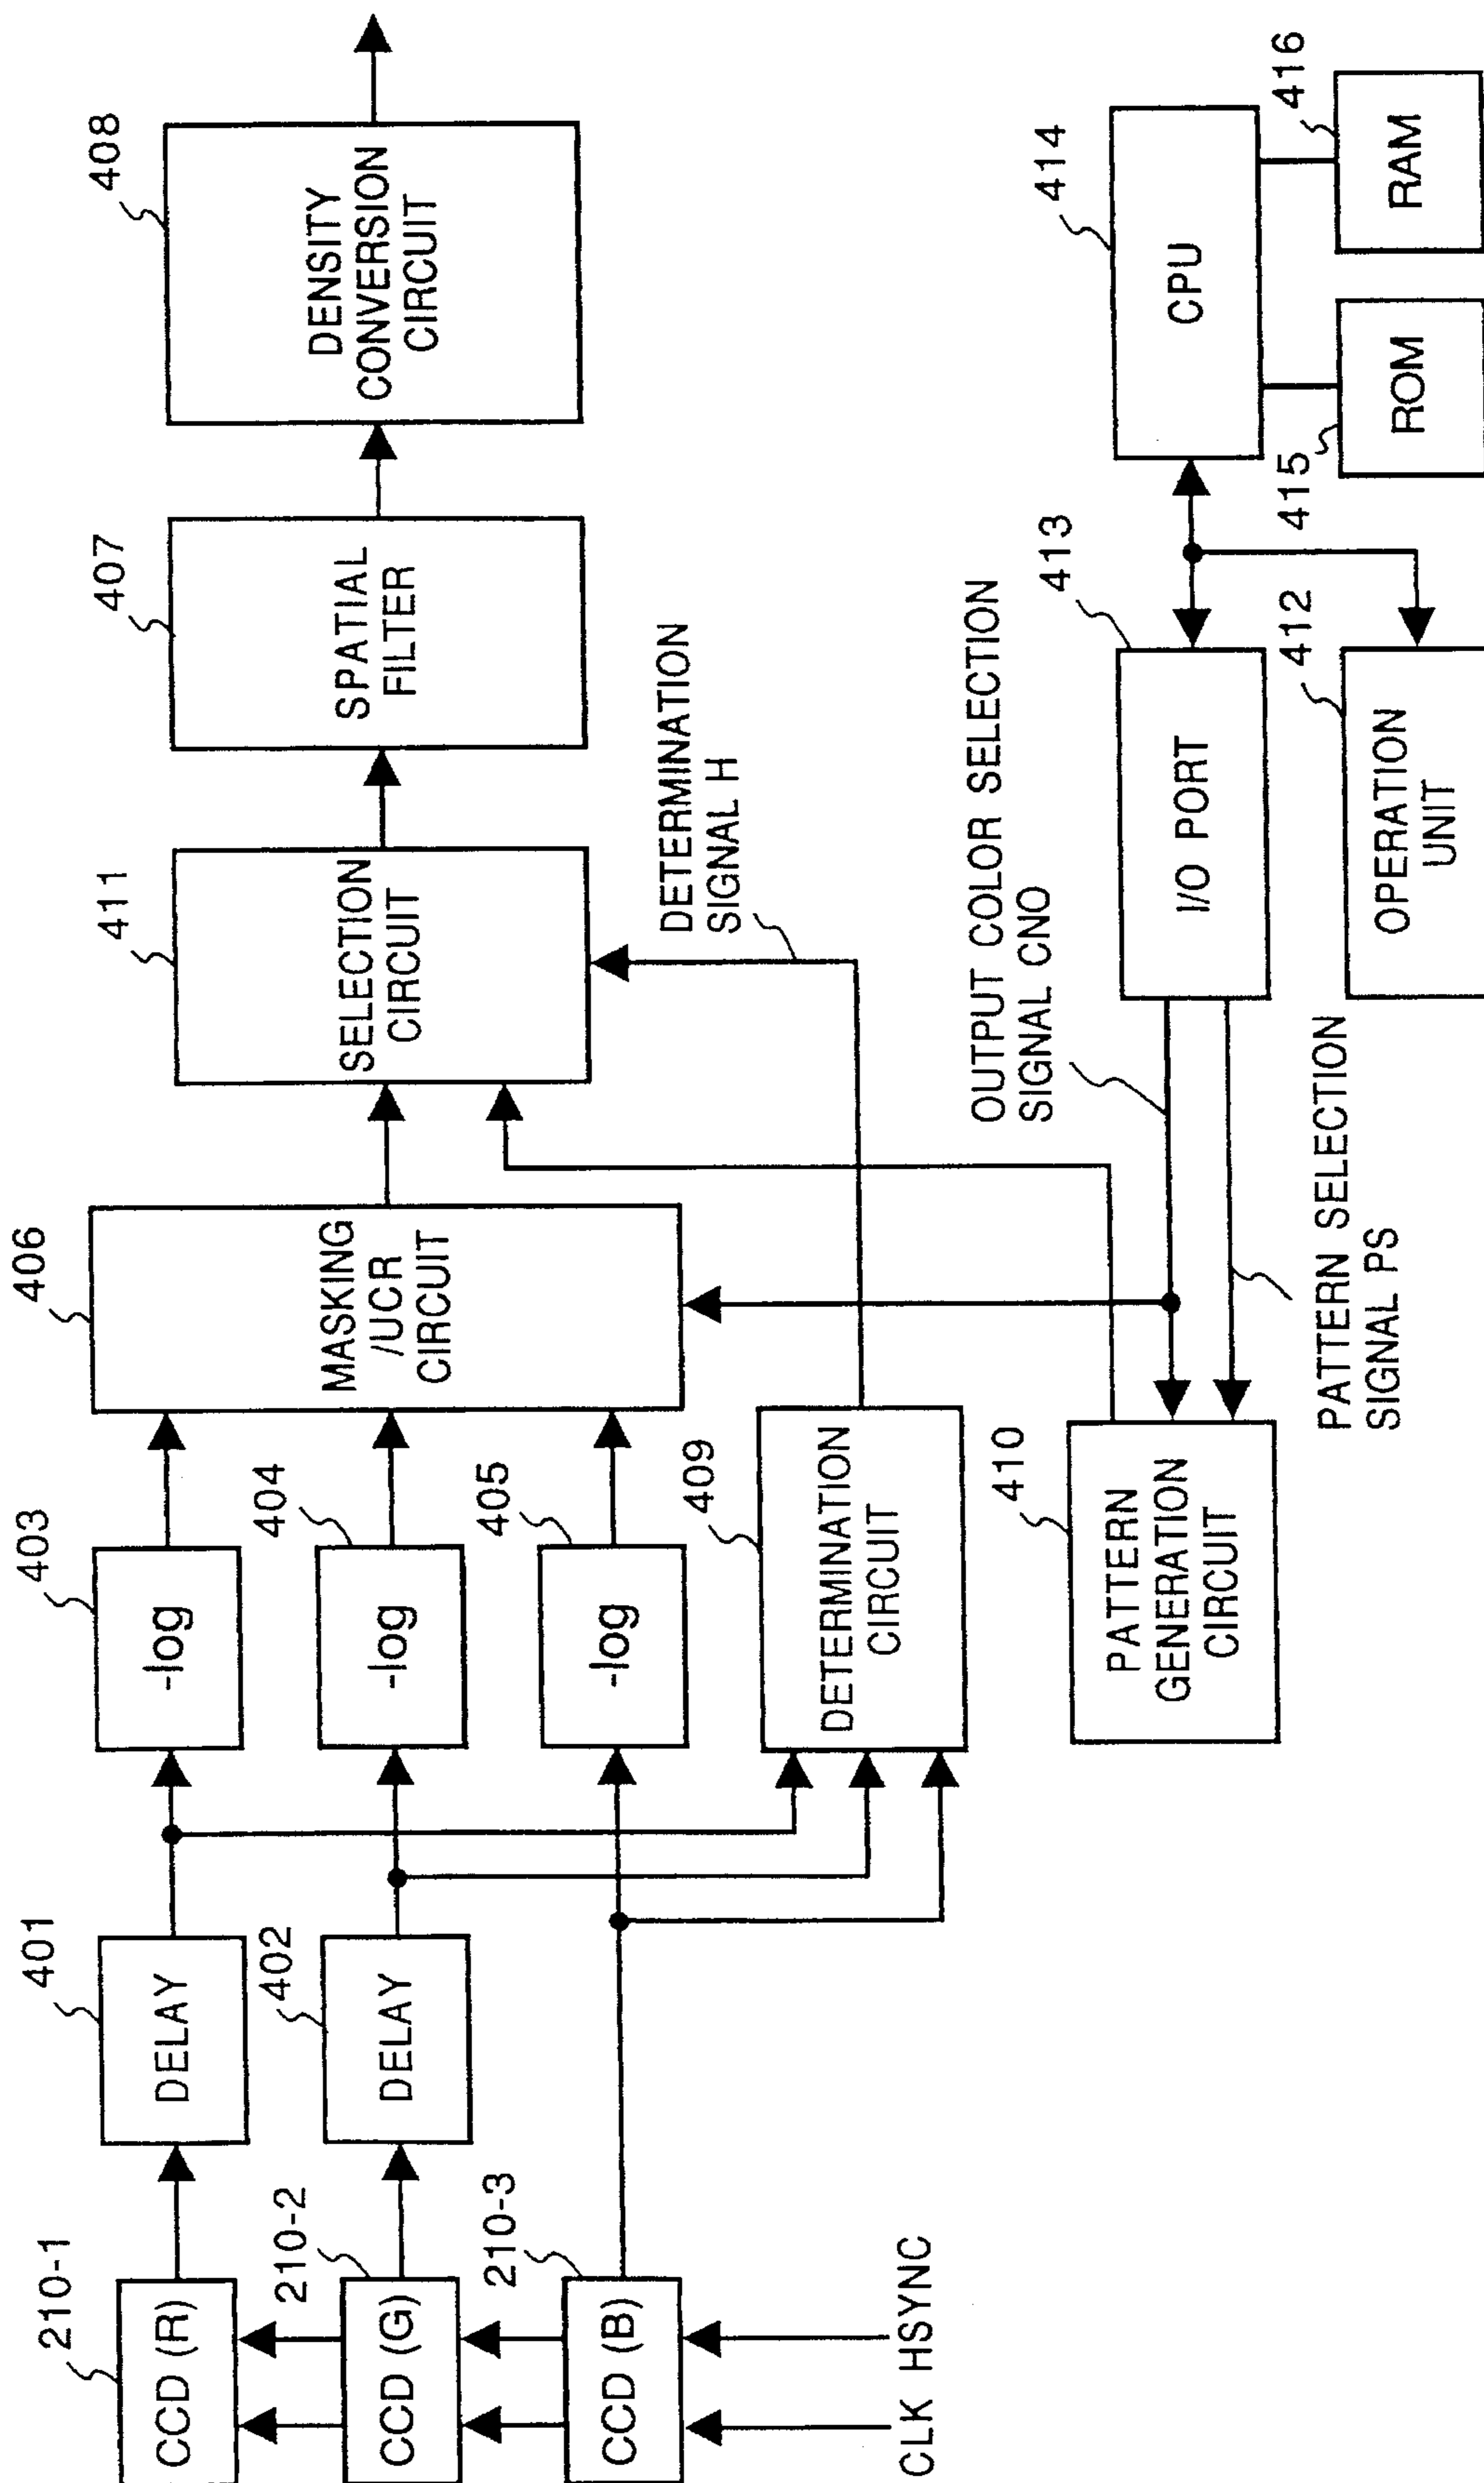 210-1
CCD (R)
210-2
CCD (G)
210-3
CCD (B)
CLK HSYNC
401
DELAY
402
DELAY
403
-log
404
-log
405
-log
406
MASKING
/UCR
CIRCUIT
411
SELECTION
CIRCUIT
407
SPATIAL
FILTER
408
DENSITY
CONVERSION
CIRCUIT
409
DETERMINATION
CIRCUIT
DETERMINATION
SIGNAL H
410
PATTERN
GENERATION
CIRCUIT
OUTPUT COLOR SELECTION
SIGNAL CNO
PATTERN SELECTION
SIGNAL PS
413
I/O PORT
412
OPERATION
UNIT
414
CPU
415
ROM
416
RAM